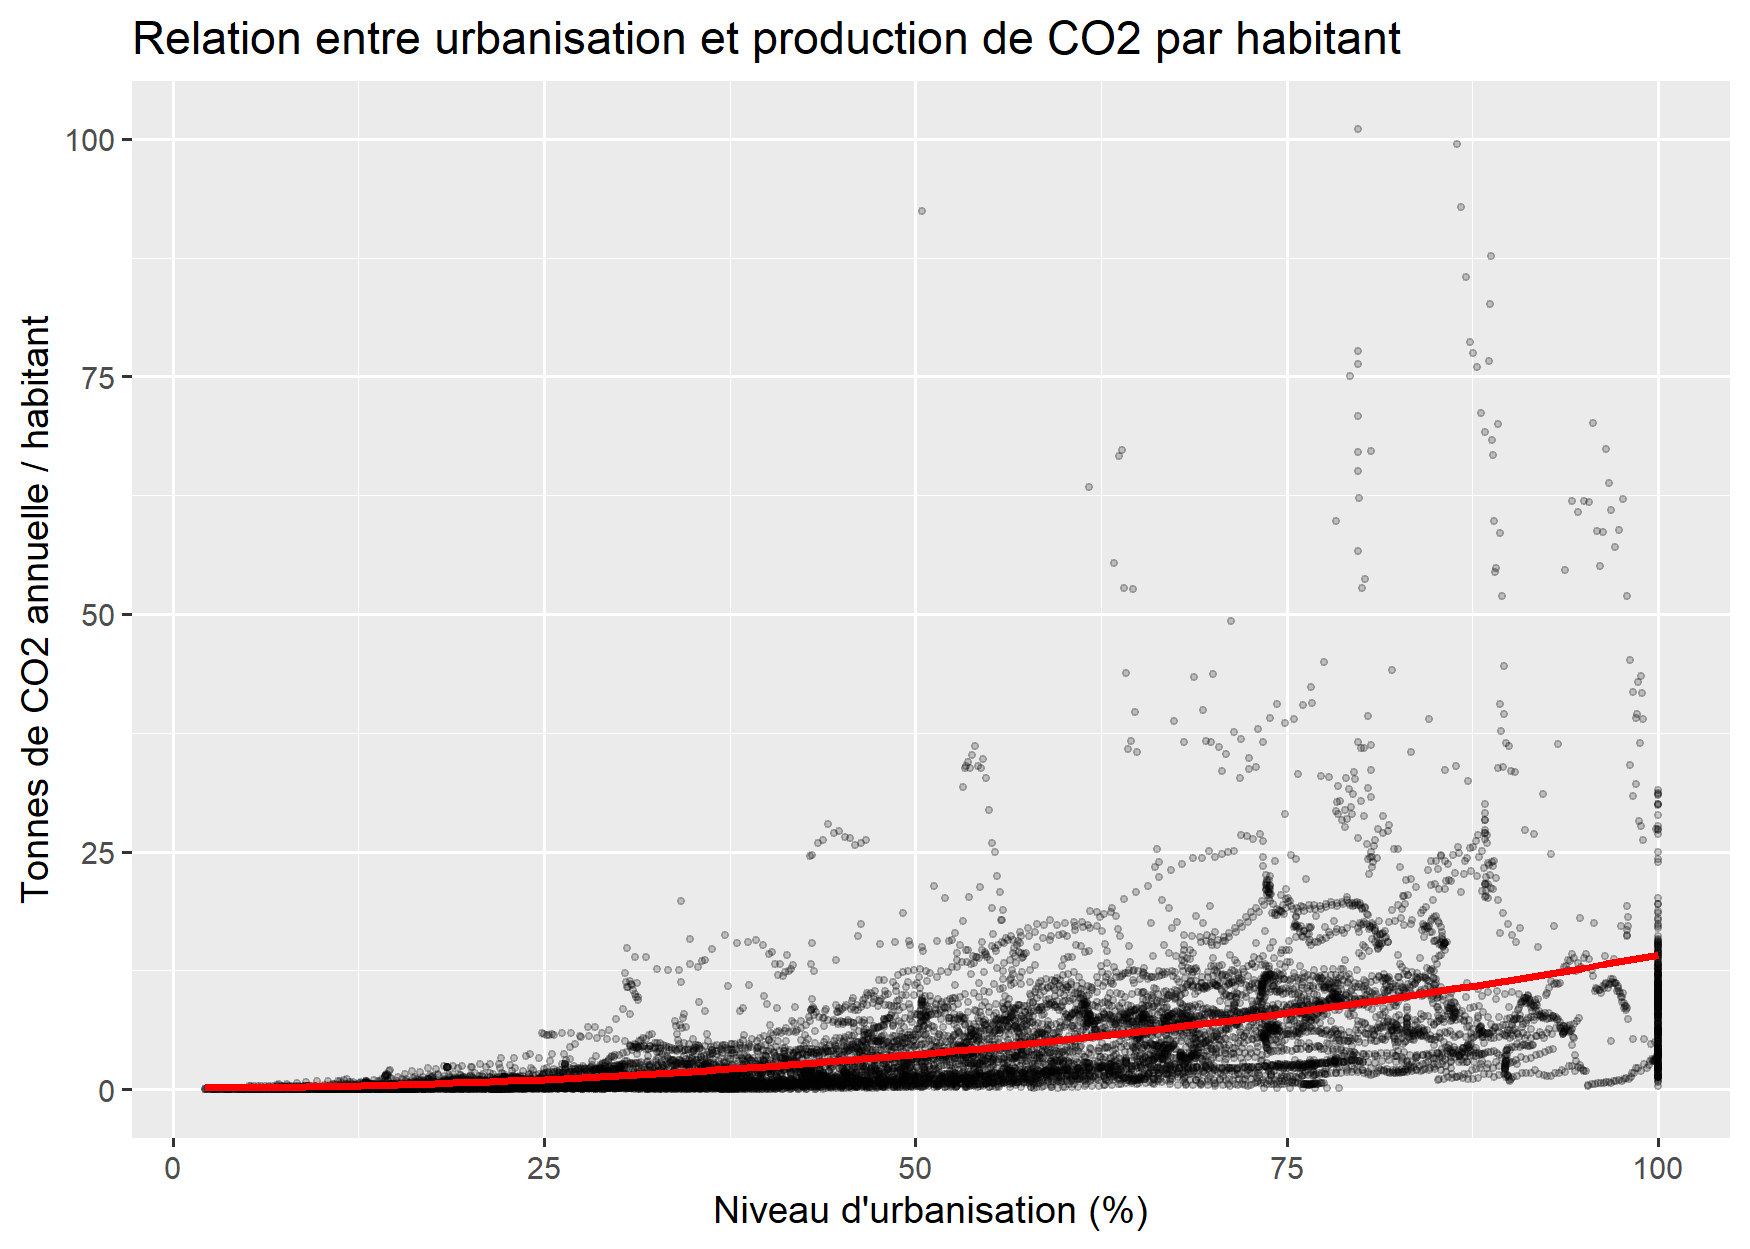 Relation entre urbanisation et production de CO2 par habitant
Tonnes de CO2 annuelle / habitant
100
75
50
25
0
0 25 50 75 100
Niveau d'urbanisation (%)